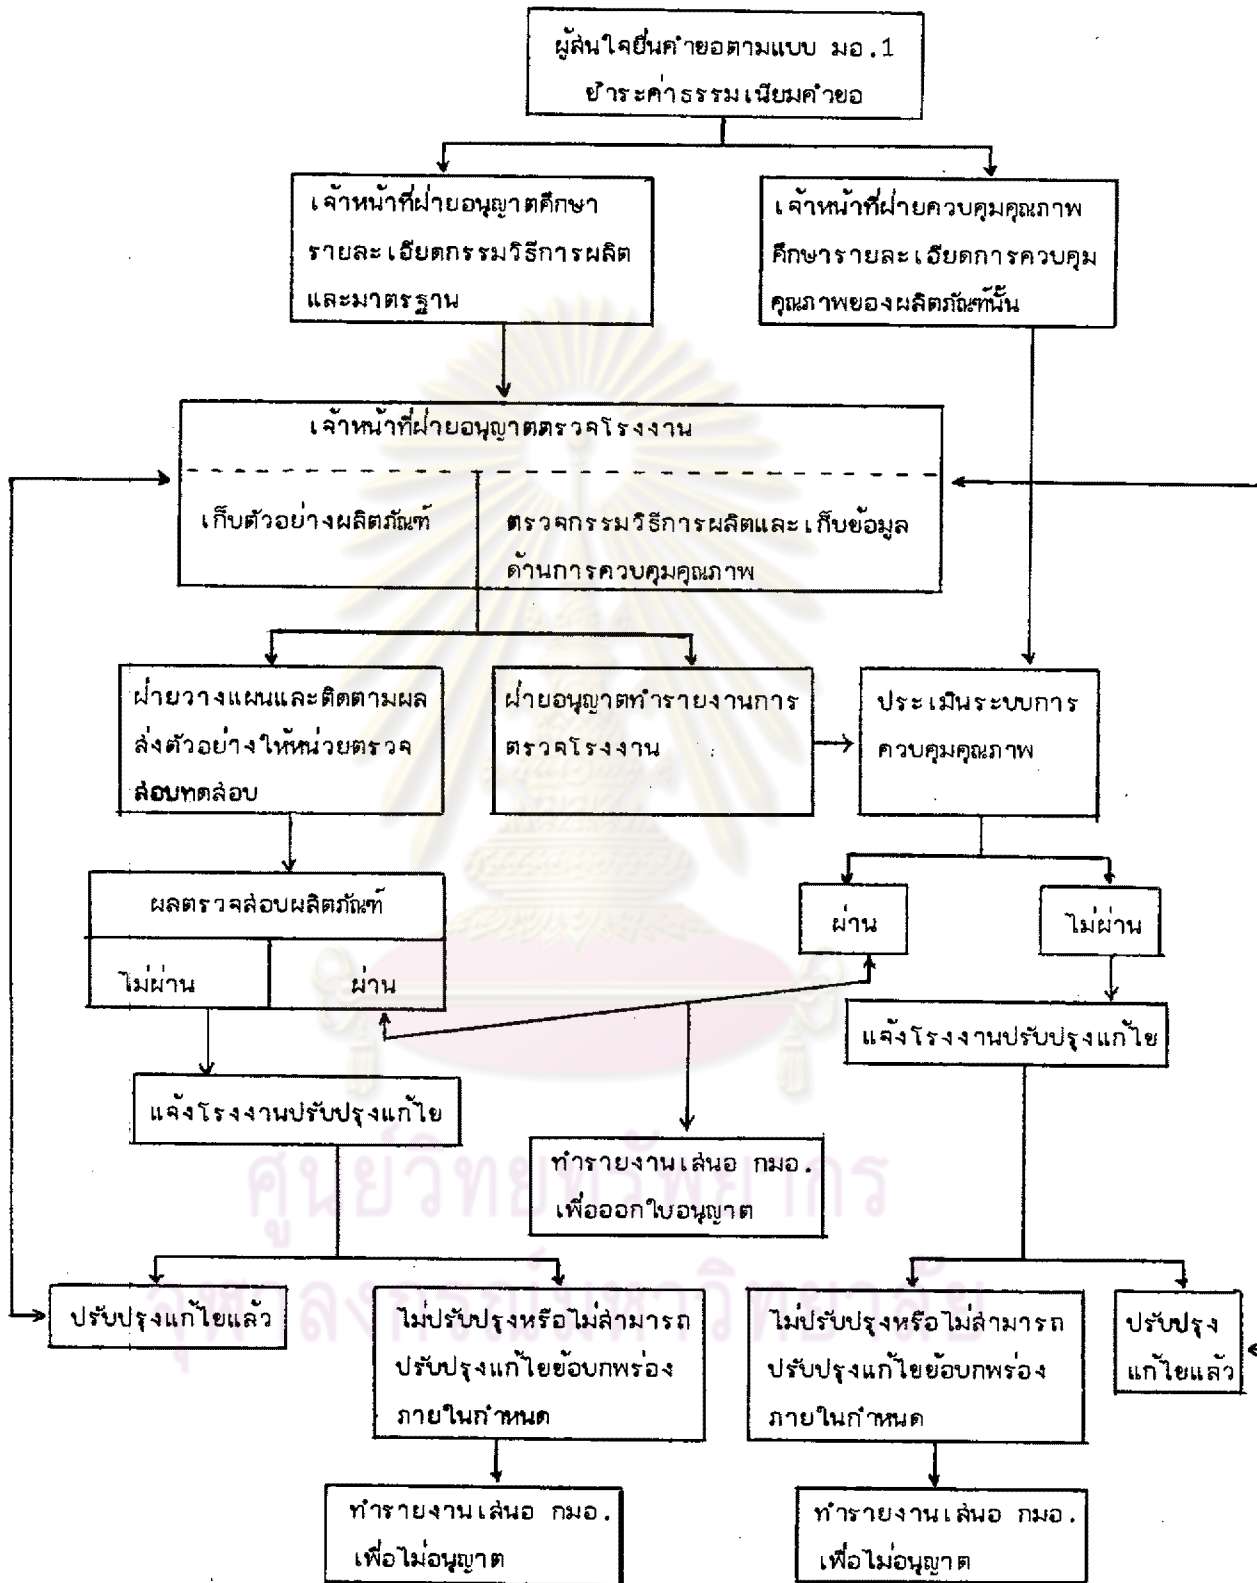 ผู้สนใจยื่นคำขอตามแบบ มอ.1
ชำระค่าธรรมเนียมคำขอ
เจ้าหน้าที่ฝ่ายอนุญาตศึกษา
รายละเอียดกรรมวิธีการผลิต
และมาตรฐาน
เจ้าหน้าที่ฝ่ายควบคุมคุณภาพ
ศึกษารายละเอียดการควบคุม
คุณภาพของผลิตภัณฑ์นั้น
เจ้าหน้าที่ฝ่ายอนุญาตตรวจโรงงาน
เก็บตัวอย่างผลิตภัณฑ์
ตรวจกรรมวิธีการผลิตและเก็บข้อมูล
ด้านการควบคุมคุณภาพ
ฝ่ายวางแผนและติดตามผล
ส่งตัวอย่างให้หน่วยตรวจ
สอบทดสอบ
ฝ่ายอนุญาตทำรายงานการ
ตรวจโรงงาน
ประเมินระบบการ
ควบคุมคุณภาพ
ผลตรวจสอบผลิตภัณฑ์
ไม่ผ่าน
ผ่าน
ผ่าน
ไม่ผ่าน
แจ้งโรงงานปรับปรุงแก้ไข
แจ้งโรงงานปรับปรุงแก้ไข
ทำรายงานเสนอ กมอ.
เพื่อออกใบอนุญาต
ศูนย์วิทยทรัพยากร
จุฬาลงกรณ์มหาวิทยาลัย
ปรับปรุงแก้ไขแล้ว
ไม่ปรับปรุงหรือไม่สามารถ
ปรับปรุงแก้ไขข้อบกพร่อง
ภายในกำหนด
ไม่ปรับปรุงหรือไม่สามารถ
ปรับปรุงแก้ไขข้อบกพร่อง
ภายในกำหนด
ปรับปรุง
แก้ไขแล้ว
ทำรายงานเสนอ กมอ.
เพื่อไม่อนุญาต
ทำรายงานเสนอ กมอ.
เพื่อไม่อนุญาต